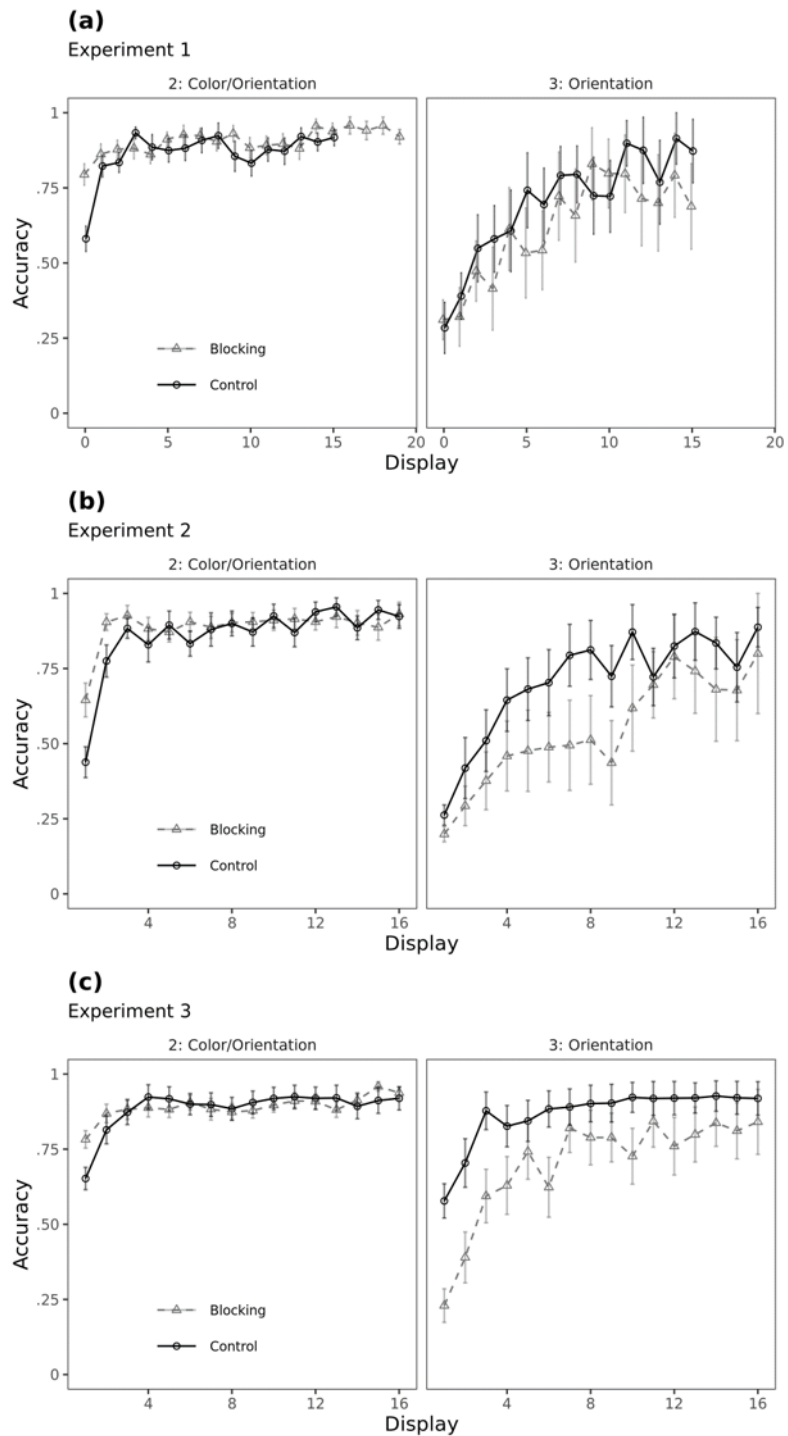 (a)
Experiment 1
2: Color/Orientation 3: Orientation
1
.75
.50
.25
0
Accuracy
Blocking
Control
0 5 10 15 20 0 5 10 15 20
Display
(b)
Experiment 2
2: Color/Orientation 3: Orientation
1
.75
.50
.25
0
Accuracy
Blocking
Control
4 8 12 16 4 8 12 16
Display
(c)
Experiment 3
2: Color/Orientation 3: Orientation
1
.75
.50
.25
0
Accuracy
Blocking
Control
4 8 12 16 4 8 12 16
Display